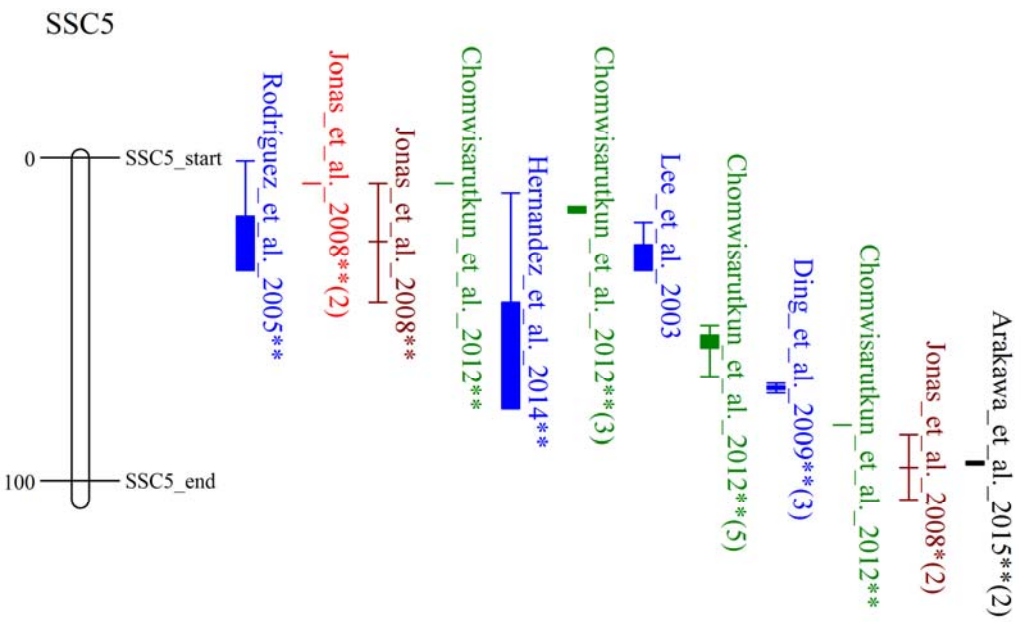 SSC5
0
SSC5_start
100
SSC5_end
Rodríguez_et_al._2005**
Jonas_et_al._2008**(2)
Jonas_et_al._2008**
Chomwisarutkun_et_al._2012**
Hernandez_et_al._2014**
Chomwisarutkun_et_al._2012**(3)
Lee_et_al._2003
Chomwisarutkun_et_al._2012**(5)
Ding_et_al._2009**(3)
Chomwisarutkun_et_al._2012**
Jonas_et_al._2008*(2)
Arakawa_et_al._2015**(2)